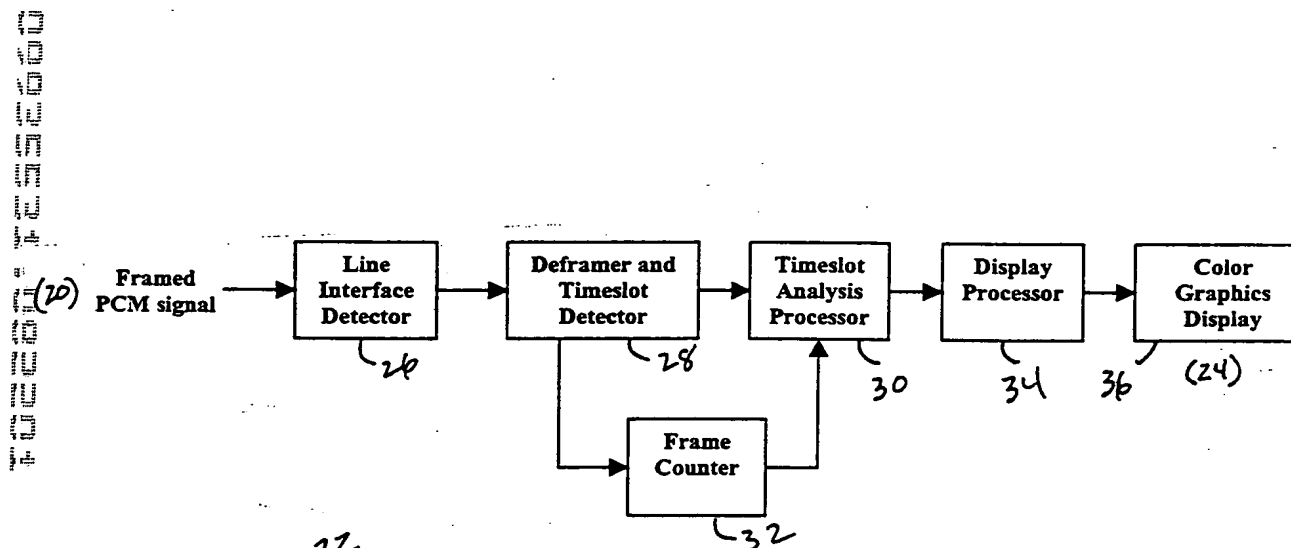 (20)
Framed
PCM signal
Line
Interface
Detector
26
Deframer and
Timeslot
Detector
28
Timeslot
Analysis
Processor
30
Display
Processor
34
Color
Graphics
Display
36
(24)
Frame
Counter
32